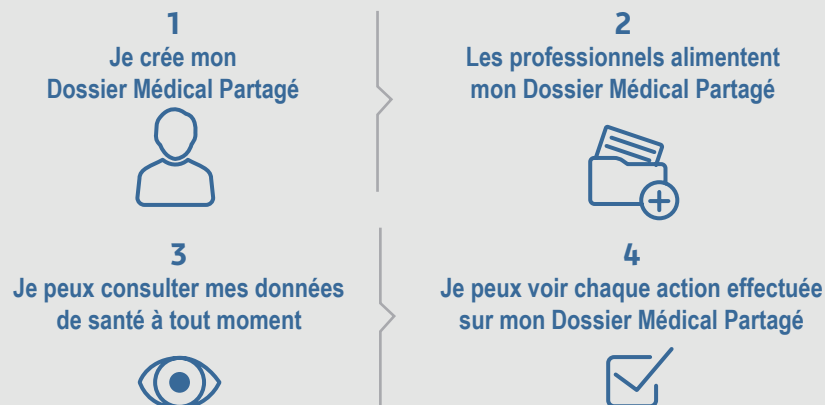 1
Je crée mon
Dossier Médical Partagé
2
Les professionnels alimentent
mon Dossier Médical Partagé
3
Je peux consulter mes données
de santé à tout moment
4
Je peux voir chaque action effectuée
sur mon Dossier Médical Partagé